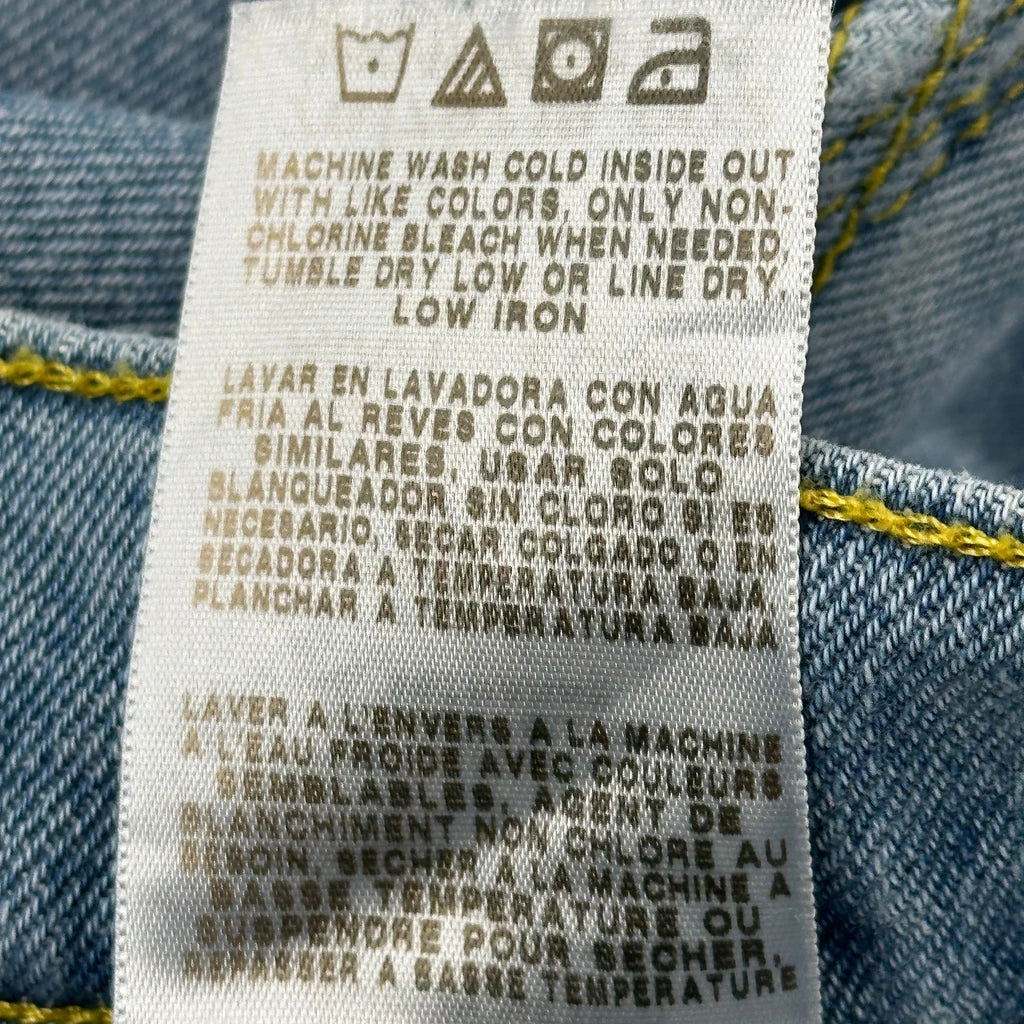 MACHINE WASH COLD INSIDE OUT
WITH LIKE COLORS, ONLY NON-
CHLORINE BLEACH WHEN NEEDED
TUMBLE DRY LOW OR LINE DRY,
LOW IRON
LAVAR EN LAVADORA CON AGUA
FRIA AL REVES CON COLORES
SIMILARES, USAR SOLO
BLANQUEADOR SIN CLORO SI ES
NECESARIO, SECAR COLGADO O EN
SECADORA A TEMPERATURA BAJA
PLANCHAR A TEMPERATURA BAJA
LAVER A L'ENVERS A LA MACHINE
A L'EAU FROIDE AVEC COULEURS
SEMBLABLES, AGENT DE
BLANCHIMENT NON CHLORE AU
BESOIN, SECHER A LA MACHINE A
BASSE TEMPERATURE OU
SUSPENDRE POUR SECHER,
REPASSER A BASSE TEMPERATURE